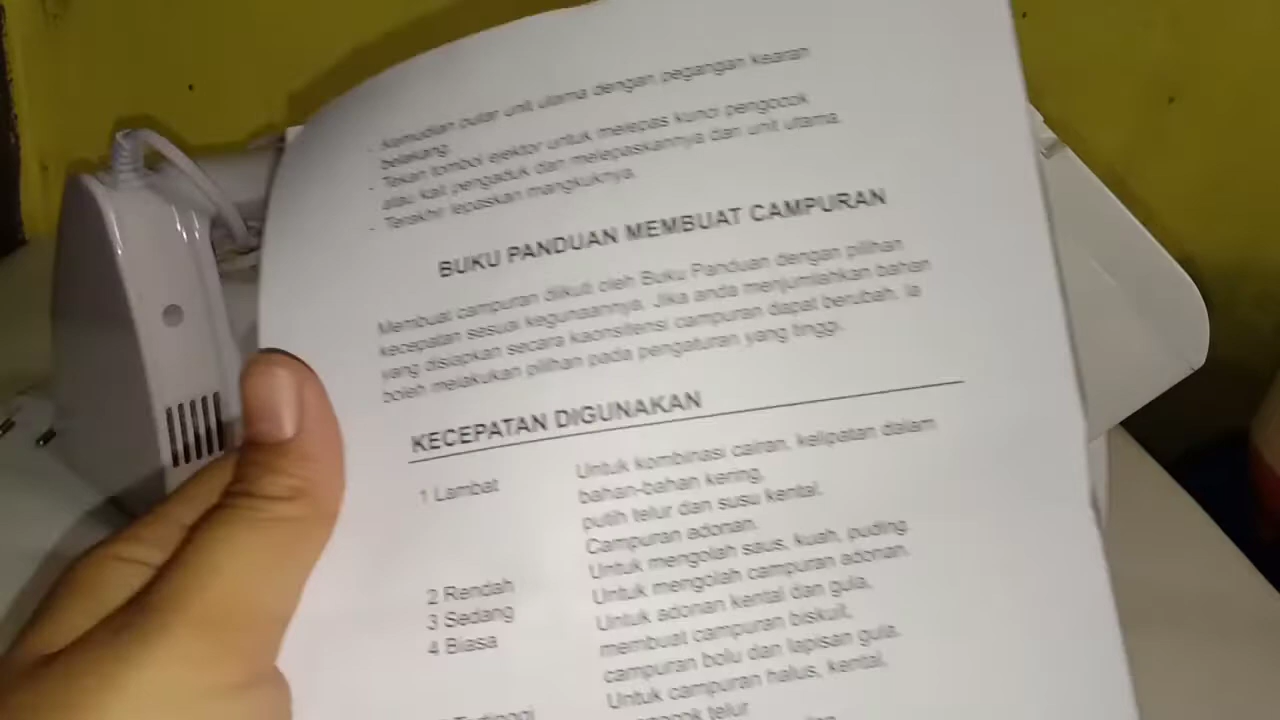 - Kemudian putar unit utama dengan pegangan kearah
belakang.
- Tekan tombol ejektor untuk melepas kunci pengocok
atau kait pengaduk dan melepaskannya dari unit utama.
- Terakhir lepaskan mangkuknya.
BUKU PANDUAN MEMBUAT CAMPURAN
Membuat campuran diikuti oleh Buku Panduan dengan pilihan
kecepatan sesuai kegunaannya. Jika anda menjumlahkan bahan
yang disiapkan secara kaonsitensi campuran dapat berubah. Ia
boleh melakukan pilihan pada pengaturan yang tinggi.
KECEPATAN DIGUNAKAN
1 Lambat Untuk kombinasi cairan, kelipatan dalam
bahan-bahan kering,
putih telur dan susu kental.
Campuran adonan.
2 Rendah Untuk mengolah saus, kuah, puding
3 Sedang Untuk mengolah campuran adonan.
4 Biasa Untuk adonan kental dan gula,
membuat campuran biskuit,
campuran bolu dan lapisan gula.
Tertinggi Untuk campuran halus, kental,
telur